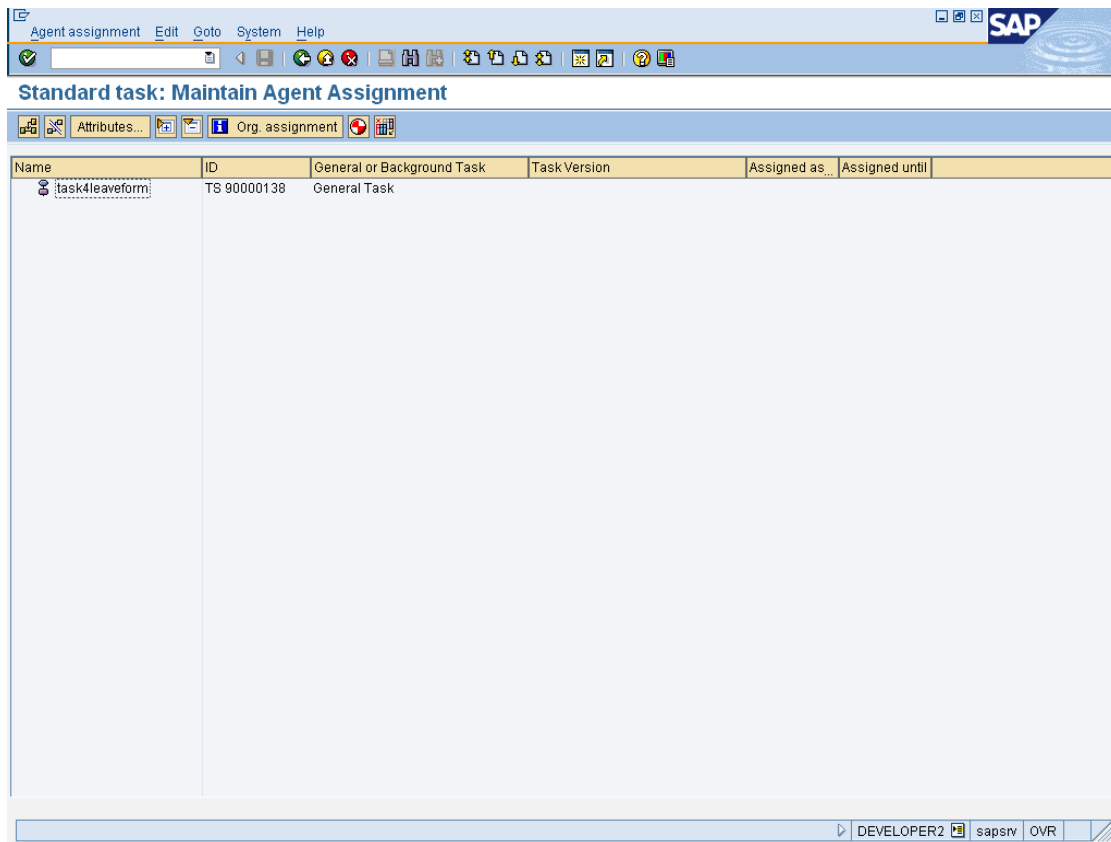 Agent assignment Edit Goto System Help
SAP
Standard task: Maintain Agent Assignment
Attributes... Org. assignment
Name ID General or Background Task Task Version Assigned as... Assigned until
task4leaveform TS 90000138 General Task
DEVELOPER2 sapsrv OVR